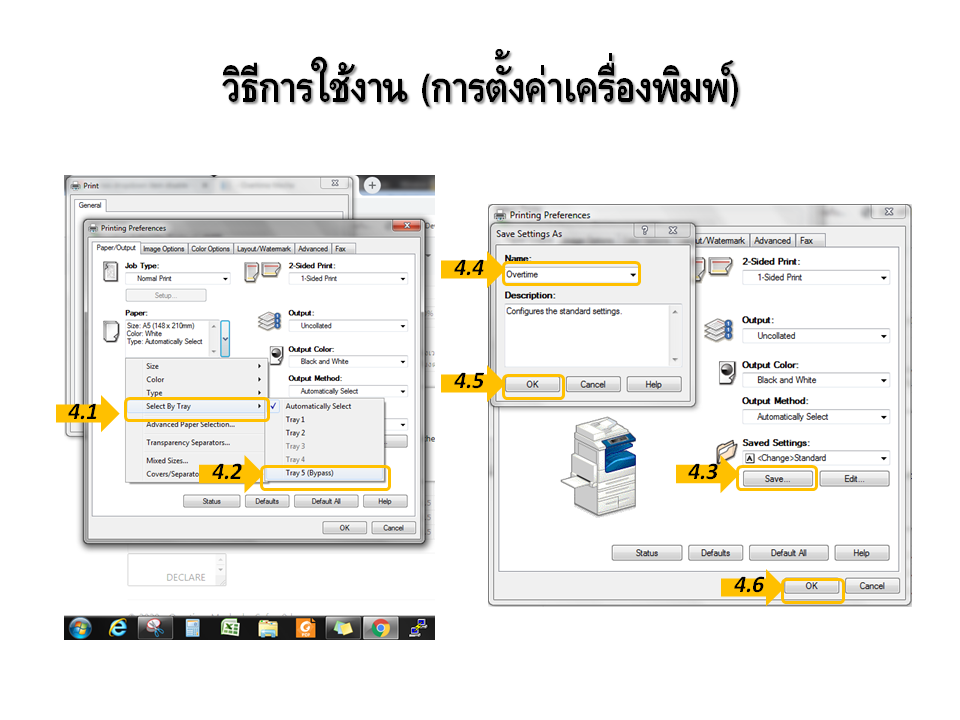 วิธีการใช้งาน (การตั้งค่าเครื่องพิมพ์)
Print
General
Printing Preferences
Paper/Output Image Options Color Options Layout/Watermark Advanced Fax
Job Type:
Normal Print
Setup...
2-Sided Print:
1-Sided Print
Paper:
Size: A5 (148 x 210mm)
Color: White
Type: Automatically Select
Output:
Uncollated
Output Color:
Black and White
Output Method:
Automatically Select
Size
Color
Type
4.1
Select By Tray
Advanced Paper Selection...
Transparency Separators...
Mixed Sizes...
Covers/Separato
Automatically Select
Tray 1
Tray 2
Tray 3
Tray 4
4.2
Tray 5 (Bypass)
Status Defaults Default All Help
OK Cancel
DECLARE
Printing Preferences
Save Settings As
ut/Watermark Advanced Fax
4.4
Name:
Overtime
Description:
Configures the standard settings.
4.5
OK Cancel Help
2-Sided Print:
1-Sided Print
Output:
Uncollated
Output Color:
Black and White
Output Method:
Automatically Select
Saved Settings:
A <Change>Standard
4.3
Save... Edit...
Status Defaults Default All Help
4.6
OK Cancel